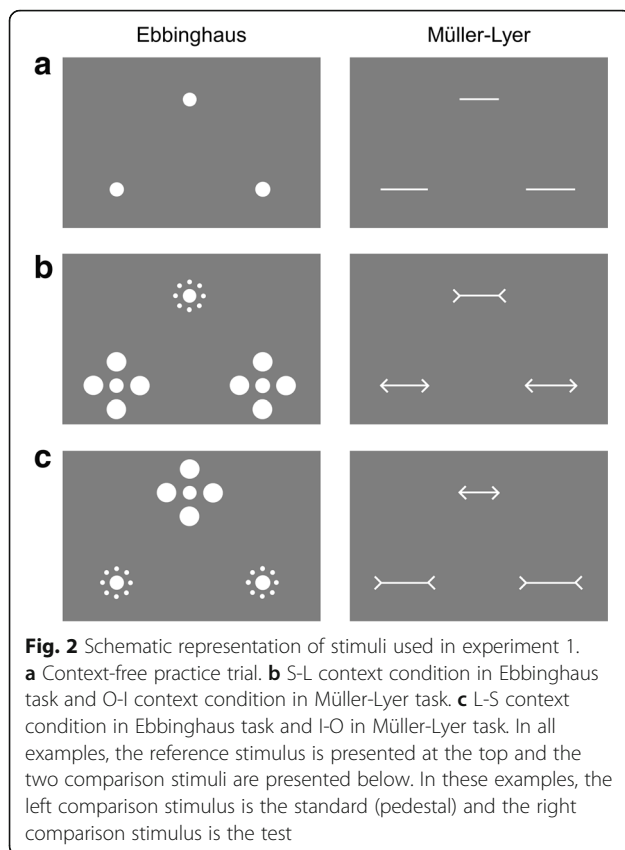 Ebbinghaus Müller-Lyer
a
b
c
Fig. 2 Schematic representation of stimuli used in experiment 1.
a Context-free practice trial. b S-L context condition in Ebbinghaus
task and O-I context condition in Müller-Lyer task. c L-S context
condition in Ebbinghaus task and I-O in Müller-Lyer task. In all
examples, the reference stimulus is presented at the top and the
two comparison stimuli are presented below. In these examples, the
left comparison stimulus is the standard (pedestal) and the right
comparison stimulus is the test